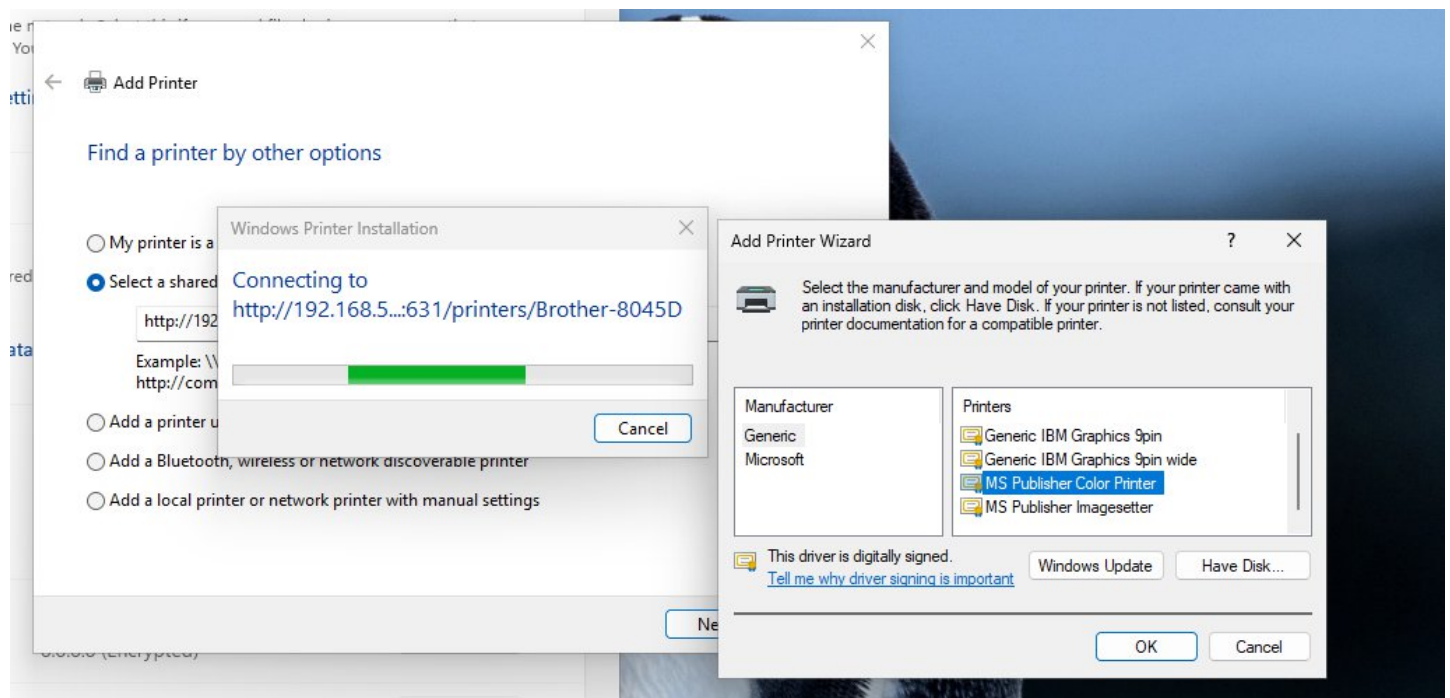 You
Add Printer
Find a printer by other options
My printer is a
Select a shared
http://192
Example: \\
http://com
Add a printer u
Add a Bluetooth, wireless or network discoverable printer
Add a local printer or network printer with manual settings
Ne
Windows Printer Installation
Connecting to
http://192.168.5...:631/printers/Brother-8045D
Cancel
Add Printer Wizard
?
Select the manufacturer and model of your printer. If your printer came with
an installation disk, click Have Disk. If your printer is not listed, consult your
printer documentation for a compatible printer.
Manufacturer
Generic
Microsoft
Printers
Generic IBM Graphics 9pin
Generic IBM Graphics 9pin wide
MS Publisher Color Printer
MS Publisher Imagesetter
This driver is digitally signed.
Tell me why driver signing is important
Windows Update
Have Disk...
OK
Cancel